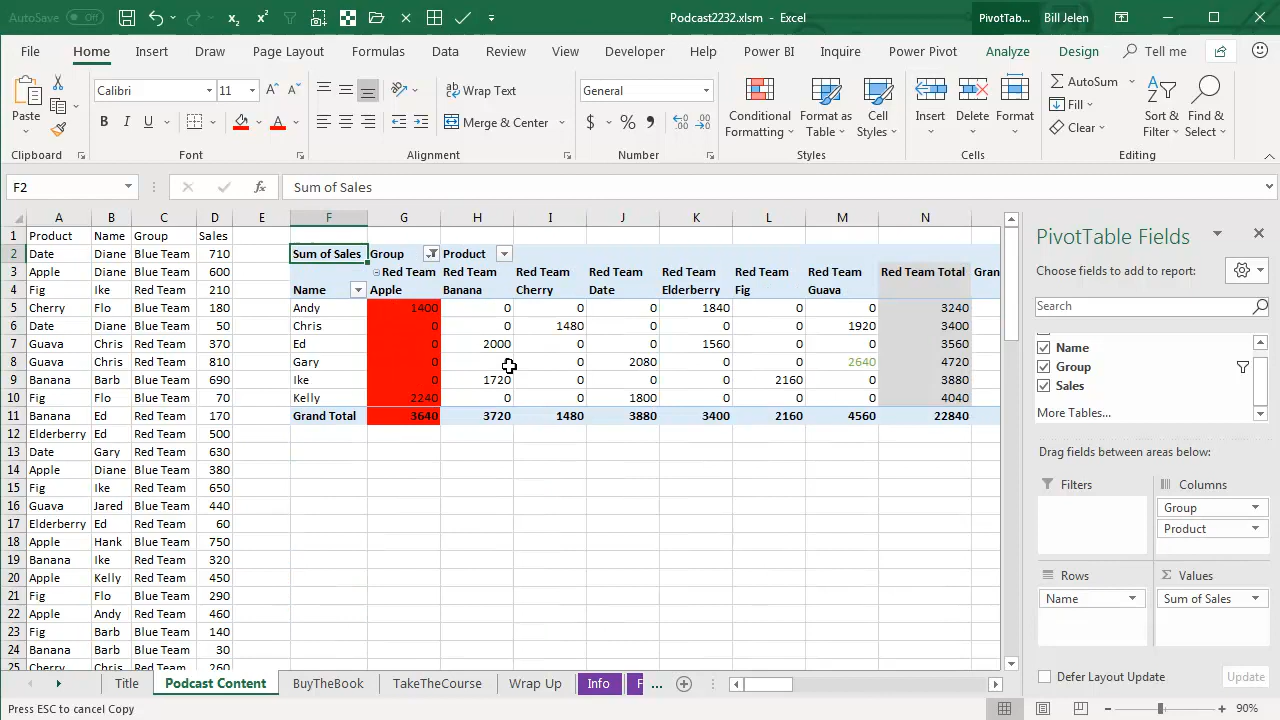 AutoSave Off Podcast2232.xlsm - Excel PivotTab... Bill Jelen
File Home Insert Draw Page Layout Formulas Data Review View Developer Help Power BI Inquire Power Pivot Analyze Design Tell me
Paste Calibri 11 Wrap Text General Conditional Formatting Format as Table Cell Styles Insert Delete Format AutoSum Sort & Filter Find & Select
B I U Merge & Center $ % Fill
Clear
Clipboard Font Alignment Number Styles Cells Editing
F2 fx Sum of Sales
A B C D E F G H I J K L M N
1 Product Name Group Sales
2 Date Diane Blue Team 710 Sum of Sales Group Product
3 Apple Diane Blue Team 600 Red Team Red Team Red Team Red Team Red Team Red Team Red Team Red Team Total Gran
4 Fig Ike Red Team 210 Name Apple Banana Cherry Date Elderberry Fig Guava
5 Cherry Flo Blue Team 180 Andy 1400 0 0 0 1840 0 0 3240
6 Date Diane Blue Team 50 Chris 0 0 1480 0 0 0 1920 3400
7 Guava Chris Red Team 370 Ed 0 2000 0 0 1560 0 0 3560
8 Guava Chris Red Team 810 Gary 0 0 2080 0 0 2640 4720
9 Banana Barb Blue Team 690 Ike 0 1720 0 0 0 2160 0 3880
10 Fig Flo Blue Team 70 Kelly 2240 0 0 1800 0 0 0 4040
11 Banana Ed Red Team 170 Grand Total 3640 3720 1480 3880 3400 2160 4560 22840
12 Elderberry Ed Red Team 500
13 Date Gary Red Team 630
14 Apple Diane Blue Team 380
15 Fig Ike Red Team 650
16 Guava Jared Blue Team 440
17 Elderberry Ed Red Team 60
18 Apple Hank Blue Team 750
19 Banana Ike Red Team 320
20 Apple Kelly Red Team 450
21 Fig Flo Blue Team 290
22 Apple Andy Red Team 460
23 Fig Barb Blue Team 140
24 Banana Barb Blue Team 30
25 Cherry Chris Red Team 260
PivotTable Fields
Choose fields to add to report:
Search
Name
Group
Sales
More Tables...
Drag fields between areas below:
Filters Columns
Group
Product
Rows Σ Values
Name Sum of Sales
Defer Layout Update Update
Title Podcast Content BuyTheBook TakeTheCourse Wrap Up Info F ...
Press ESC to cancel Copy 90%